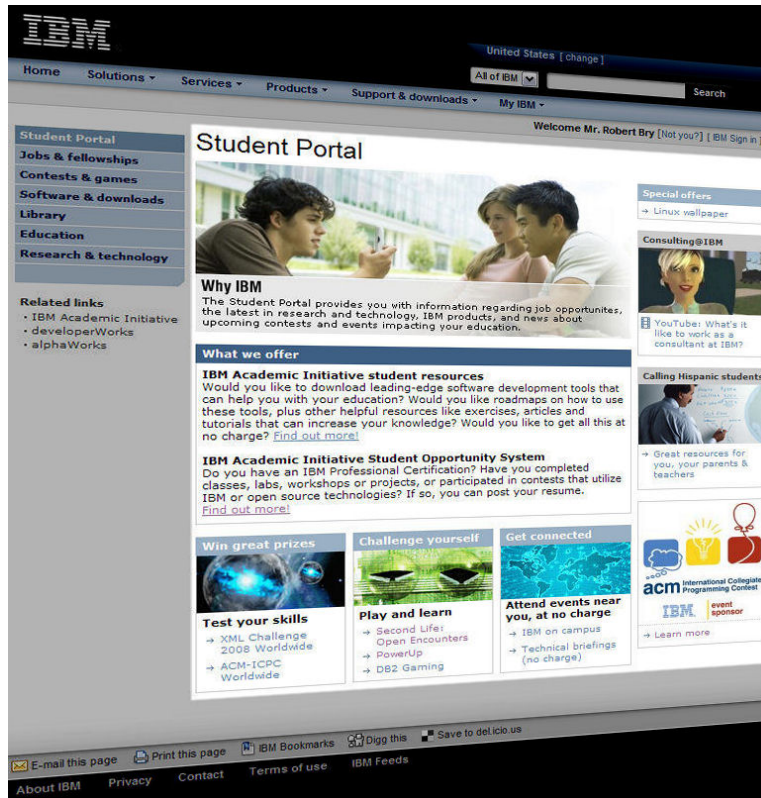 IBM
United States [ change ]
Home Solutions Services Products Support & downloads My IBM
All of IBM Search
Welcome Mr. Robert Bry [Not you?] [ IBM Sign in ]
Student Portal
Jobs & fellowships
Contests & games
Software & downloads
Library
Education
Research & technology
Related links
· IBM Academic Initiative
· developerWorks
· alphaWorks
Student Portal
Why IBM
The Student Portal provides you with information regarding job opportunites,
the latest in research and technology, IBM products, and news about
upcoming contests and events impacting your education.
What we offer
IBM Academic Initiative student resources
Would you like to download leading-edge software development tools that
can help you with your education? Would you like roadmaps on how to use
these tools, plus other helpful resources like exercises, articles and
tutorials that can increase your knowledge? Would you like to get all this at
no charge? Find out more!
IBM Academic Initiative Student Opportunity System
Do you have an IBM Professional Certification? Have you completed
classes, labs, workshops or projects, or participated in contests that utilize
IBM or open source technologies? If so, you can post your resume.
Find out more!
Win great prizes
Test your skills
→ XML Challenge
2008 Worldwide
→ ACM-ICPC
Worldwide
Challenge yourself
Play and learn
→ Second Life:
Open Encounters
→ PowerUp
→ DB2 Gaming
Get connected
Attend events near
you, at no charge
→ IBM on campus
→ Technical briefings
(no charge)
Special offers
→ Linux wallpaper
Consulting@IBM
YouTube: What's it
like to work as a
consultant at IBM?
Calling Hispanic students
→ Great resources for
you, your parents &
teachers
acm International Collegiate
Programming Contest
IBM event
sponsor
→ Learn more
E-mail this page Print this page IBM Bookmarks Digg this Save to del.icio.us
About IBM Privacy Contact Terms of use IBM Feeds